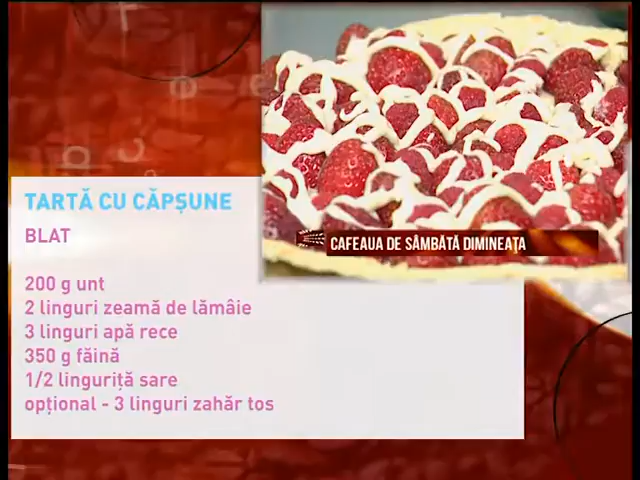 TARTĂ CU CĂPȘUNE
BLAT
200 g unt
2 linguri zeamă de lămâie
3 linguri apă rece
350 g făină
1/2 linguriță sare
opțional - 3 linguri zahăr tos
CAFEAUA DE SÂMBĂTĂ DIMINEAȚA